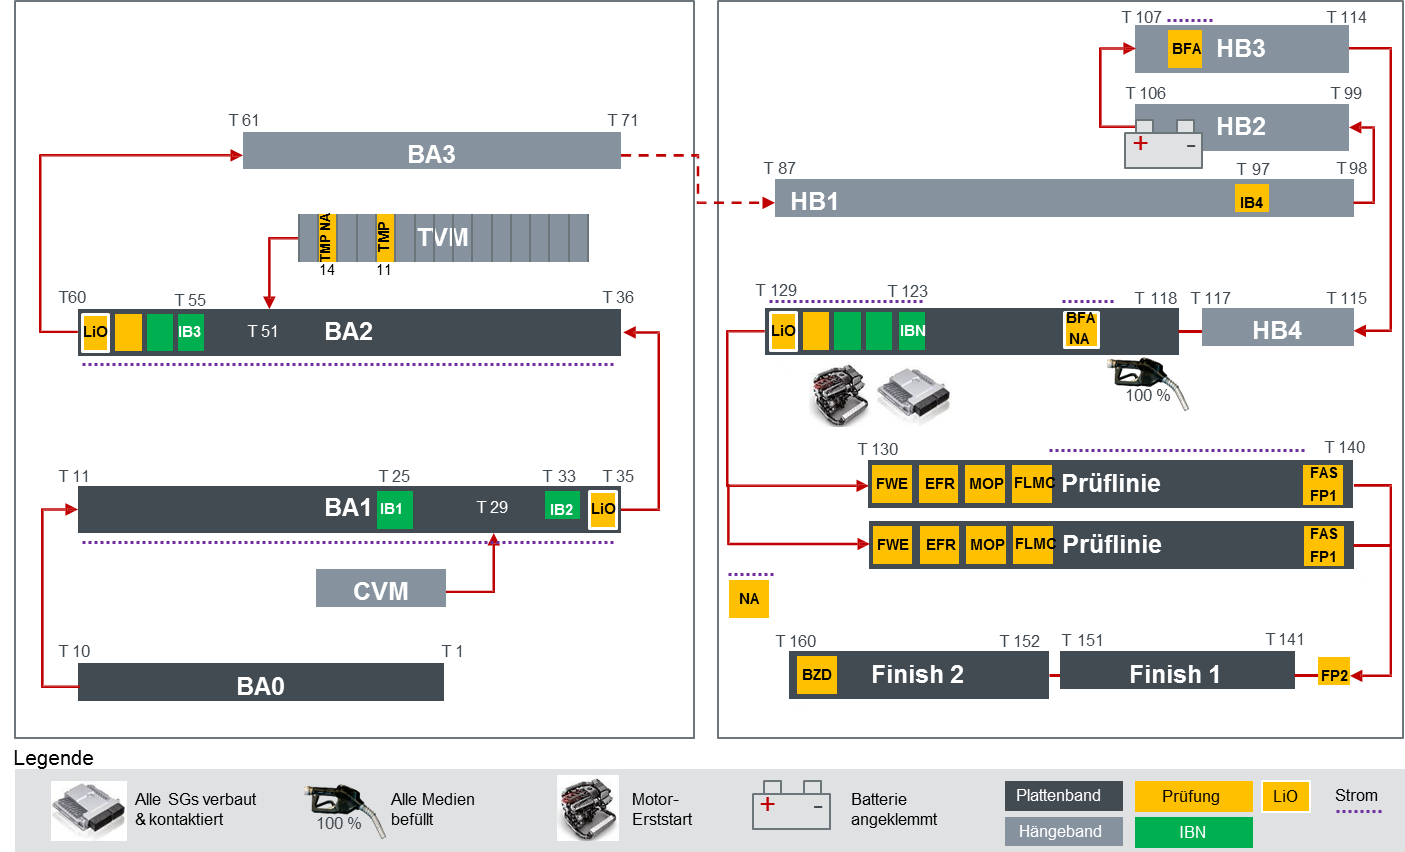 T 61
T 71
BA3
TMP NA
TMP
TVM
14
11
T60
T 55
T 36
LiO
IB3
T 51
BA2
T 11
T 25
T 33
T 35
BA1
IB1
T 29
IB2
LiO
CVM
T 10
T 1
BA0
T 107
T 114
BFA
HB3
T 106
T 99
HB2
+
-
T 87
T 97
T 98
HB1
IB4
T 129
T 123
T 118
T 117
T 115
LiO
IBN
BFA
NA
HB4
100 %
T 130
T 140
FWE
EFR
MOP
FLMC
Prüflinie
FAS
FP1
FWE
EFR
MOP
FLMC
Prüflinie
FAS
FP1
NA
T 160
T 152
T 151
T 141
BZD
Finish 2
Finish 1
FP2
Legende
Alle SGs verbaut
& kontaktiert
100 %
Alle Medien
befüllt
Motor-
Erststart
+
-
Batterie
angeklemmt
Plattenband
Prüfung
LiO
Strom
Hängeband
IBN